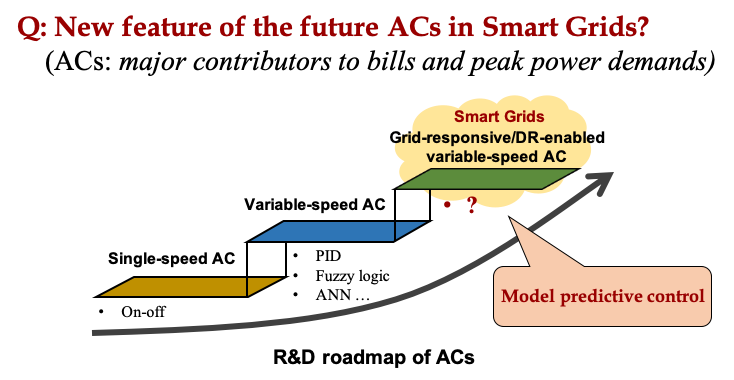 Q: New feature of the future ACs in Smart Grids?
(ACs: major contributors to bills and peak power demands)
Smart Grids
Grid-responsive/DR-enabled
variable-speed AC
• ?
Variable-speed AC
• PID
• Fuzzy logic
• ANN …
Single-speed AC
• On-off
Model predictive control
R&D roadmap of ACs